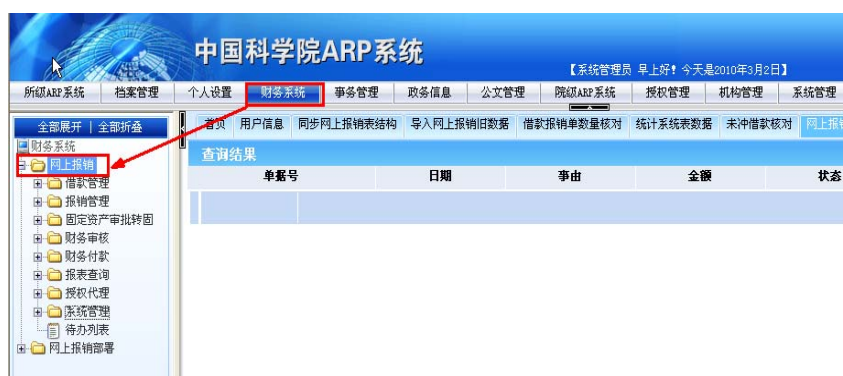 中国科学院ARP系统
【系统管理员 早上好! 今天是2010年3月2日】
所级ARP系统 档案管理 个人设置 财务系统 事务管理 政务信息 公文管理 院级ARP系统 授权管理 机构管理 系统管理
全部展开 | 全部折叠
首页 用户信息 同步网上报销表结构 导入网上报销旧数据 借款报销单数量核对 统计系统表数据 未冲借款核对 网上报销
财务系统
网上报销
借款管理
报销管理
固定资产审批转固
财务审核
财务付款
报表查询
授权代理
系统管理
待办列表
网上报销部署
查询结果
单据号 日期 事由 金额 状态